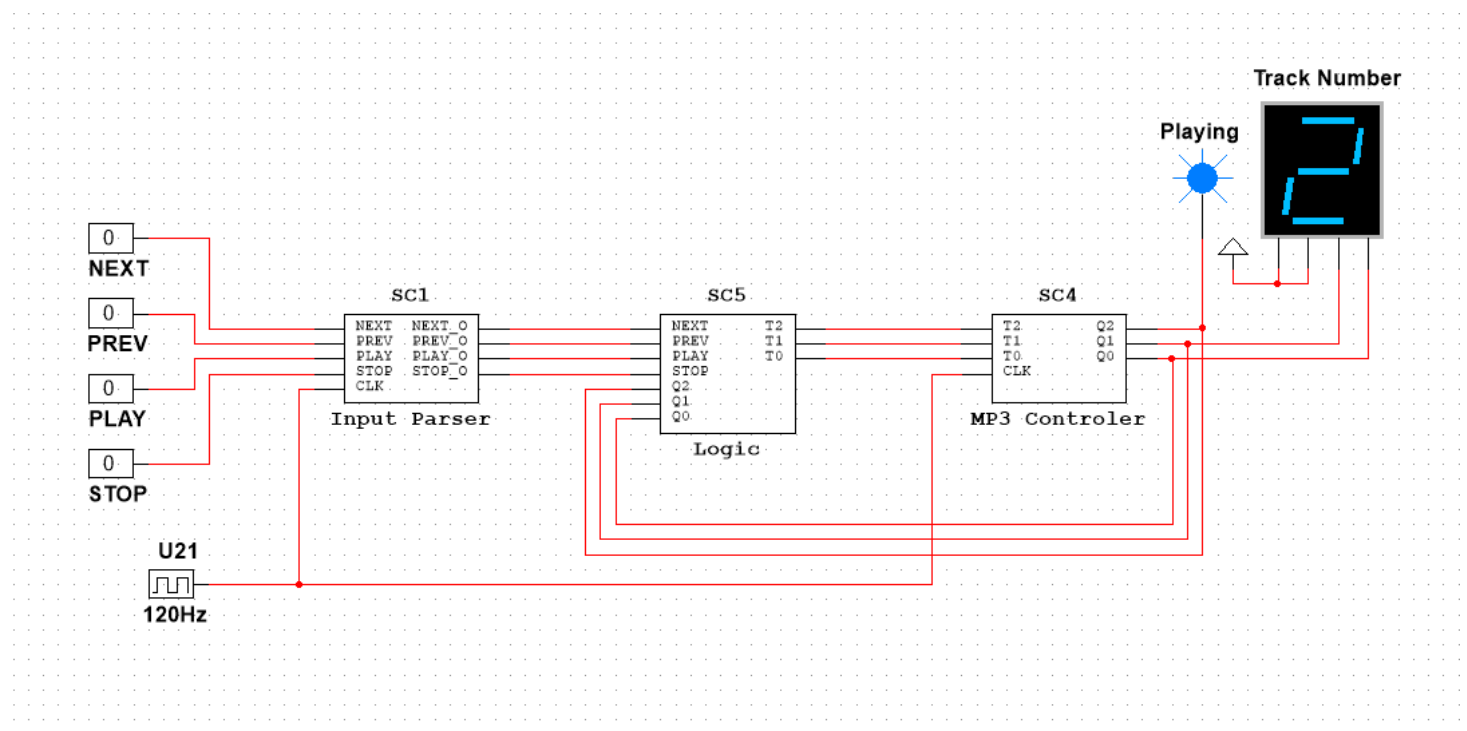 Track Number
Playing
2
0
NEXT
0
PREV
0
PLAY
0
STOP
SC1
NEXT NEXT_O
PREV PREV_O
PLAY PLAY_O
STOP STOP_O
CLK
Input Parser
SC5
NEXT T2
PREV T1
PLAY T0
STOP
Q2
Q1
Q0
Logic
SC4
T2 Q2
T1 Q1
T0 Q0
CLK
MP3 Controler
U21
120Hz